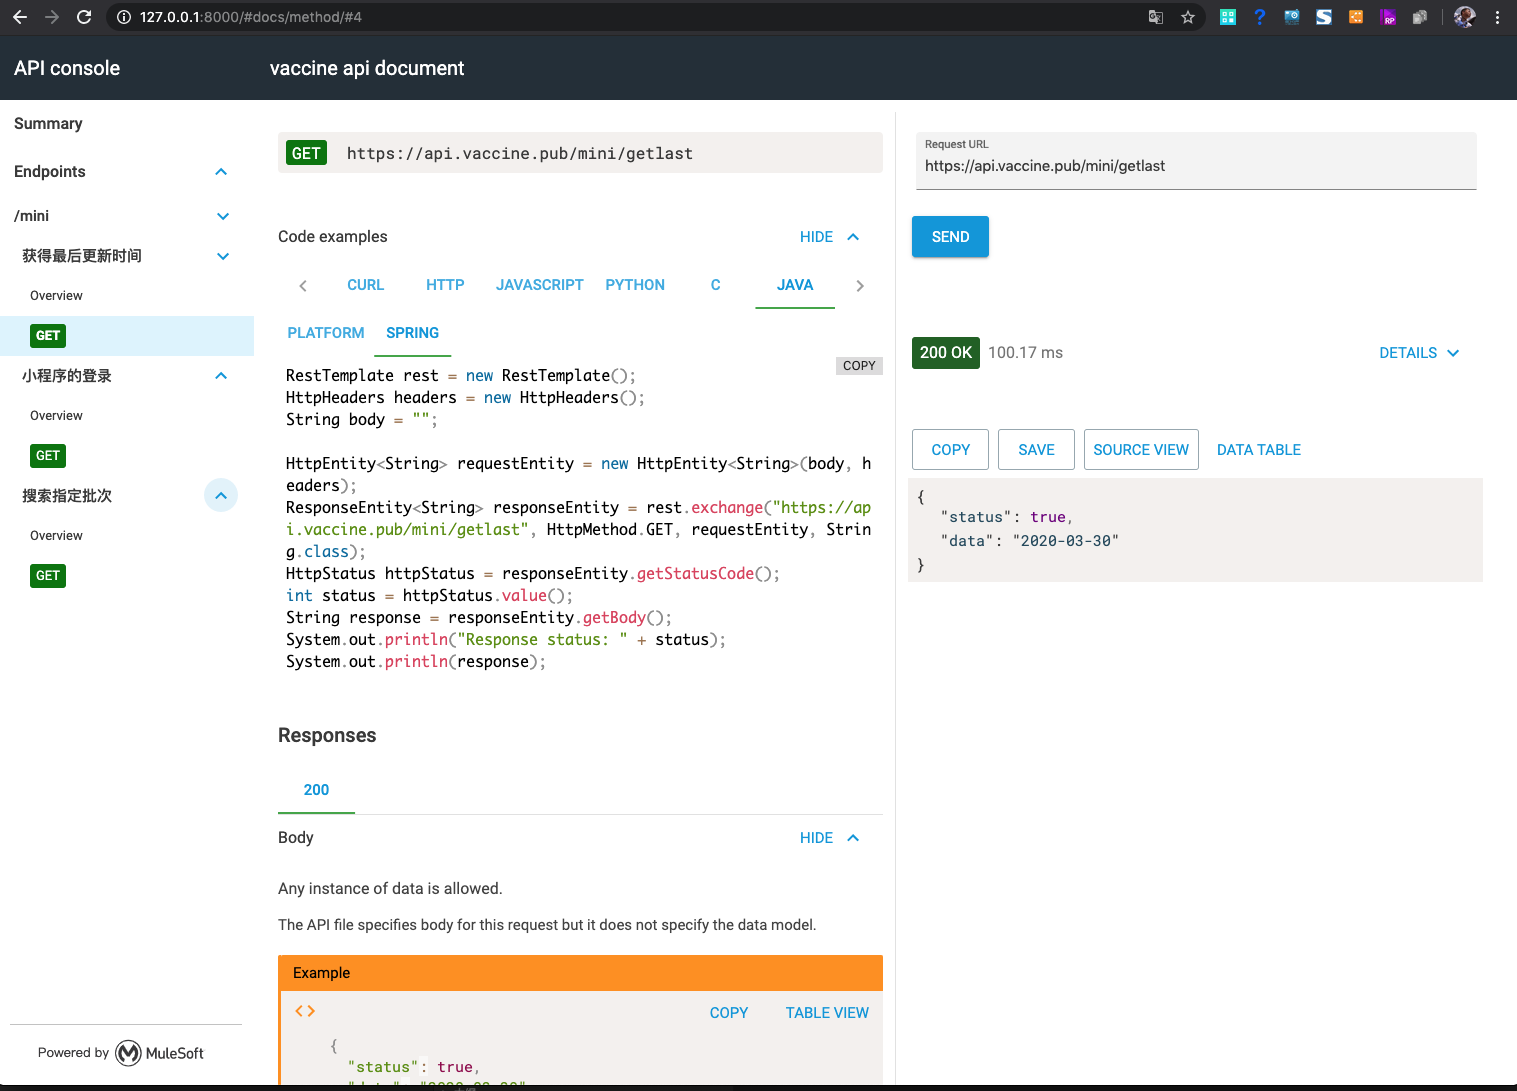 127.0.0.1:8000/#docs/method/#4
API console
vaccine api document
Summary
Endpoints
/mini
获得最后更新时间
Overview
GET
小程序的登录
Overview
GET
搜索指定批次
Overview
GET
Powered by MuleSoft
GET https://api.vaccine.pub/mini/getlast
Code examples HIDE
CURL HTTP JAVASCRIPT PYTHON C JAVA
PLATFORM SPRING
COPY
RestTemplate rest = new RestTemplate();
HttpHeaders headers = new HttpHeaders();
String body = "";
HttpEntity<String> requestEntity = new HttpEntity<String>(body, h
eaders);
ResponseEntity<String> responseEntity = rest.exchange("https://ap
i.vaccine.pub/mini/getlast", HttpMethod.GET, requestEntity, Strin
g.class);
HttpStatus httpStatus = responseEntity.getStatusCode();
int status = httpStatus.value();
String response = responseEntity.getBody();
System.out.println("Response status: " + status);
System.out.println(response);
Responses
200
Body HIDE
Any instance of data is allowed.
The API file specifies body for this request but it does not specify the data model.
Example
COPY TABLE VIEW
{
"status": true,
Request URL
https://api.vaccine.pub/mini/getlast
SEND
200 OK 100.17 ms DETAILS
COPY SAVE SOURCE VIEW DATA TABLE
{
"status": true,
"data": "2020-03-30"
}